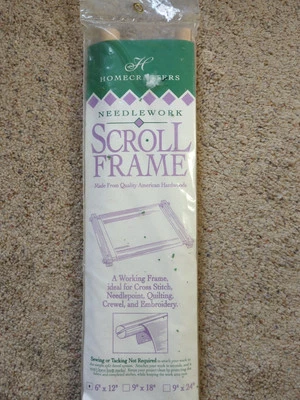 H
HOMECRAFTERS
NEEDLEWORK
SCROLL
FRAME
Made From Quality American Hardwoods
A Working Frame,
ideal for Cross Stitch,
Needlepoint, Quilting,
Crewel, and Embroidery.
Sewing or Tacking Not Required
6" x 12" 9" x 18" 9" x 24"